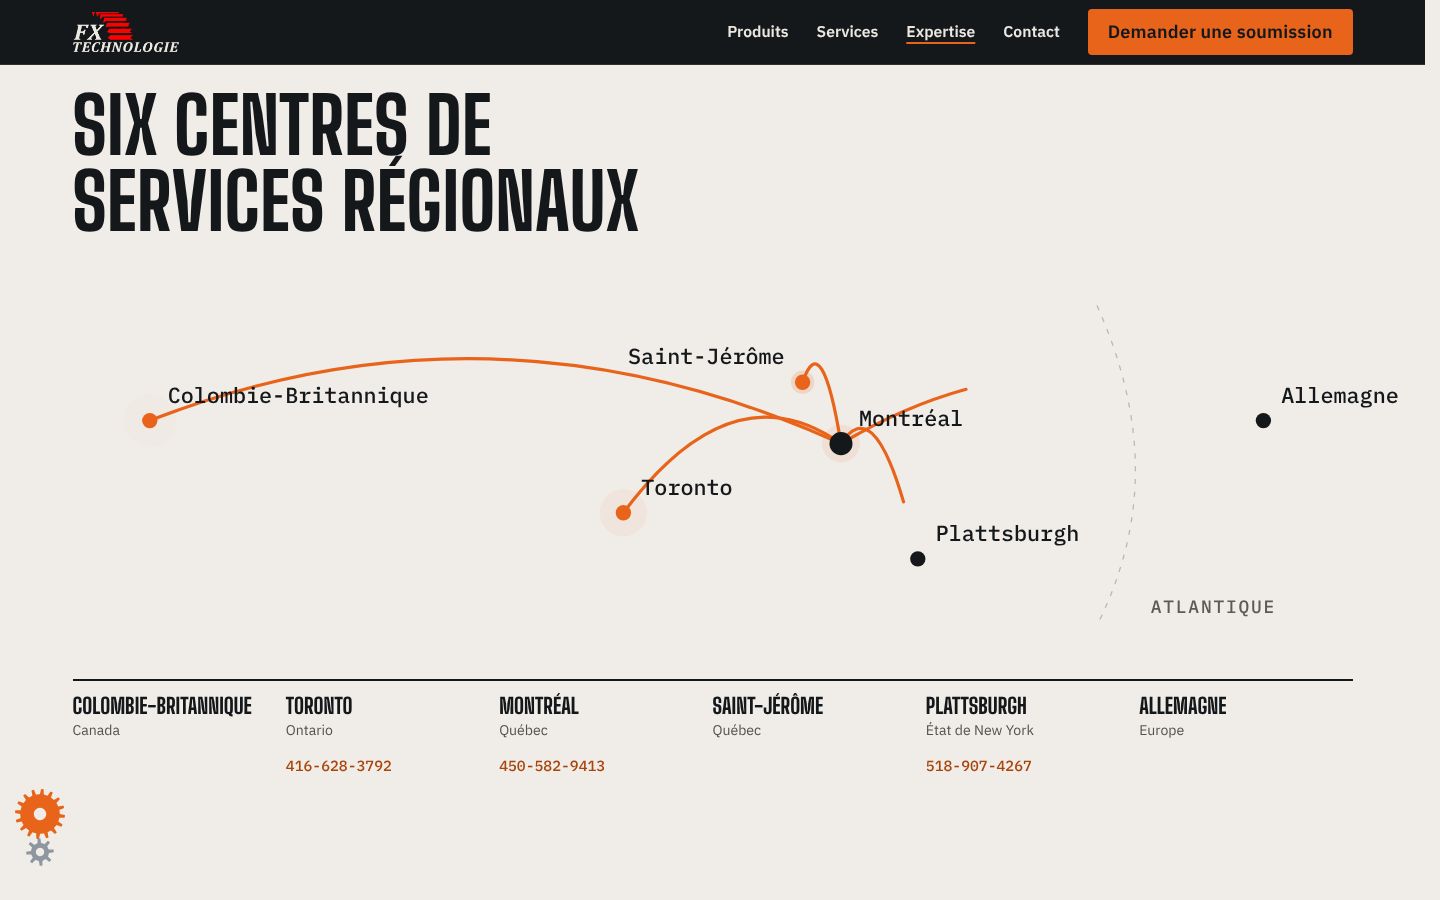 FX
TECHNOLOGIE
Produits
Services
Expertise
Contact
Demander une soumission
SIX CENTRES DE
SERVICES RÉGIONAUX
Saint-Jérôme
Colombie-Britannique
Allemagne
Montréal
Toronto
Plattsburgh
ATLANTIQUE
COLOMBIE-BRITANNIQUE
Canada
TORONTO
Ontario
416-628-3792
MONTRÉAL
Québec
450-582-9413
SAINT-JÉRÔME
Québec
PLATTSBURGH
État de New York
518-907-4267
ALLEMAGNE
Europe